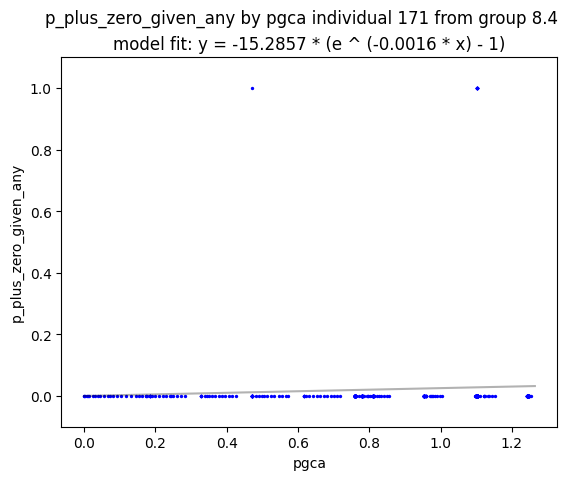 p_plus_zero_given_any by pgca individual 171 from group 8.4
model fit: y = -15.2857 * (e ^ (-0.0016 * x) - 1)
1.0
0.8
0.6
0.4
0.2
0.0
p_plus_zero_given_any
0.0 0.2 0.4 0.6 0.8 1.0 1.2
pgca